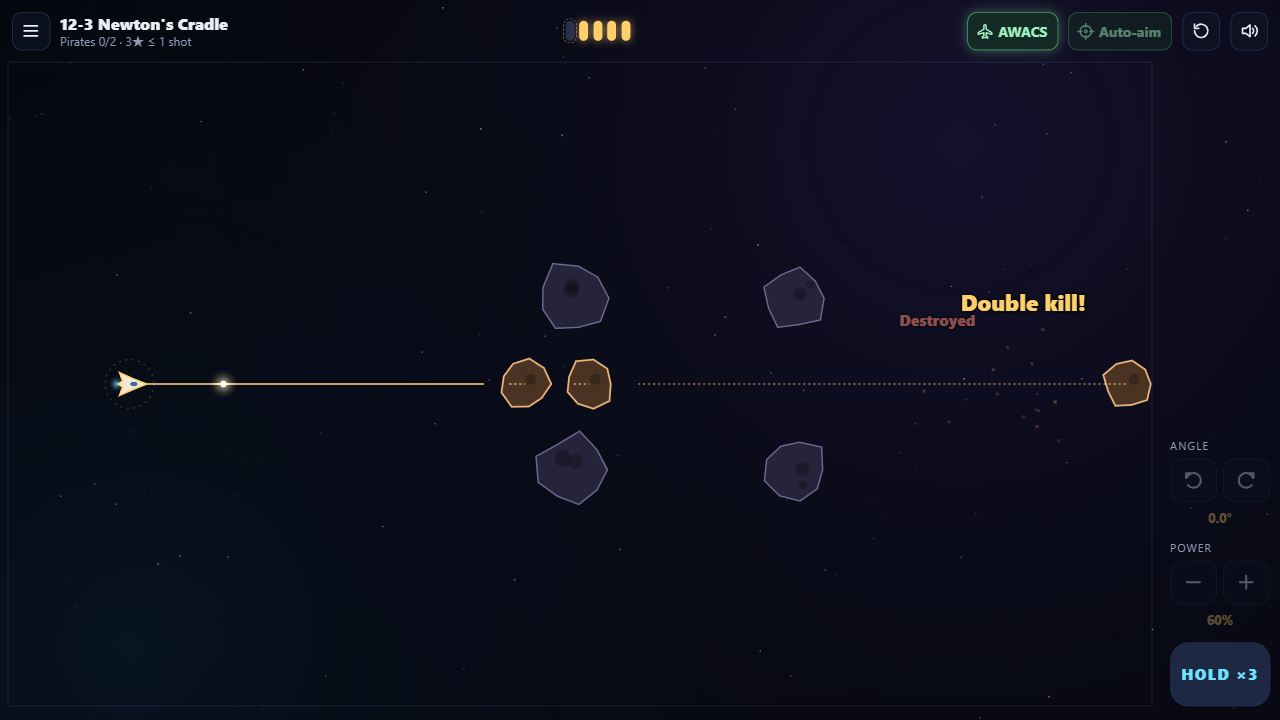 12-3 Newton's Cradle
Pirates 0/2 · 3★ ≤ 1 shot
AWACS
Auto-aim
Double kill!
Destroyed
ANGLE
0.0°
POWER
60%
HOLD ×3